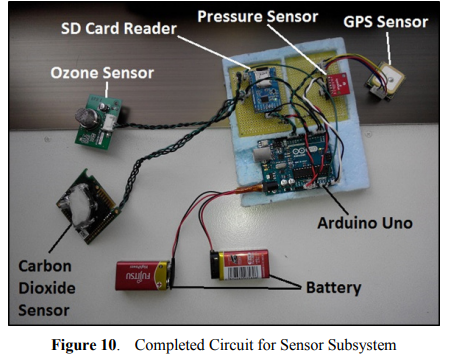 Pressure Sensor
GPS Sensor
SD Card Reader
Ozone Sensor
Arduino Uno
Carbon
Dioxide
Sensor
Battery
FUJITSU
Figure 10. Completed Circuit for Sensor Subsystem